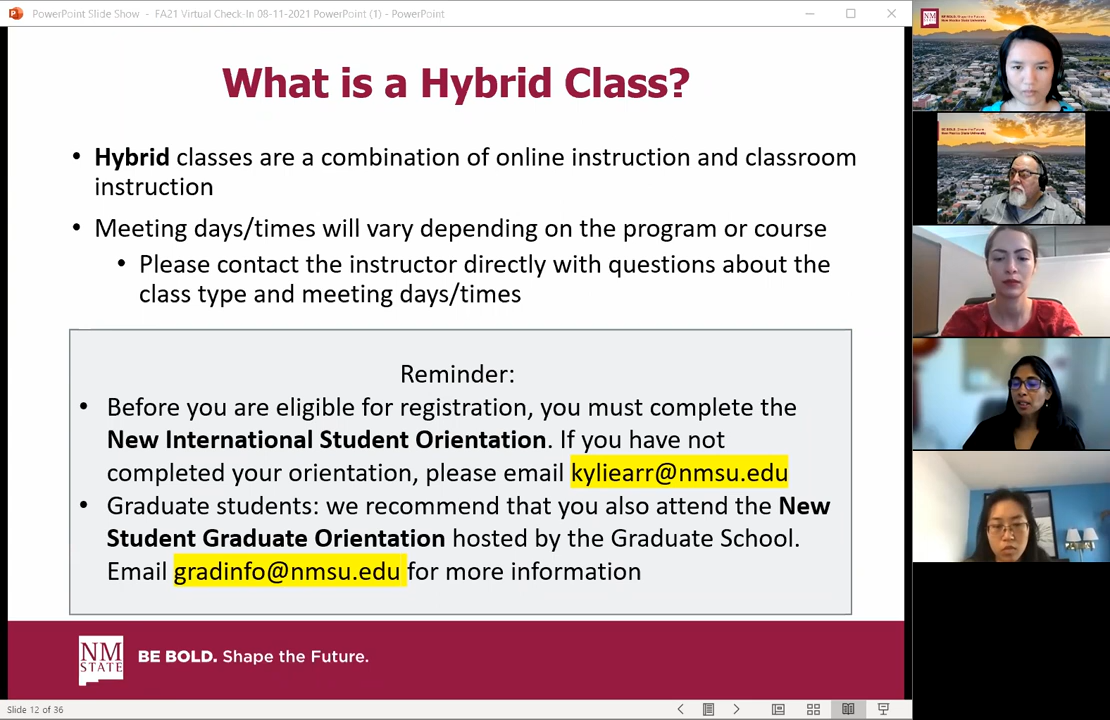 PowerPoint Slide Show - FA21 Virtual Check-In 08-11-2021 PowerPoint (1) - PowerPoint
What is a Hybrid Class?
• Hybrid classes are a combination of online instruction and classroom
instruction
• Meeting days/times will vary depending on the program or course
• Please contact the instructor directly with questions about the
class type and meeting days/times
Reminder:
• Before you are eligible for registration, you must complete the
New International Student Orientation. If you have not
completed your orientation, please email kyliearr@nmsu.edu
• Graduate students: we recommend that you also attend the New
Student Graduate Orientation hosted by the Graduate School.
Email gradinfo@nmsu.edu for more information
NM
STATE
BE BOLD. Shape the Future.
Slide 12 of 36
NM
BE BOLD. Shape the Future.